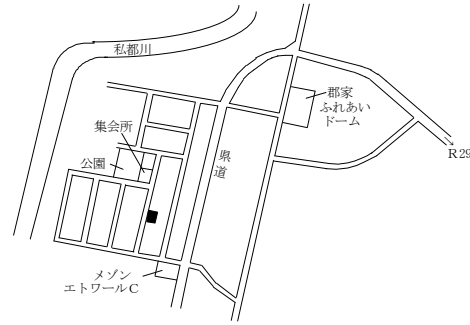 私都川
郡家
ふれあい
ドーム
集会所
公園
県道
R29
メゾン
エトワールC